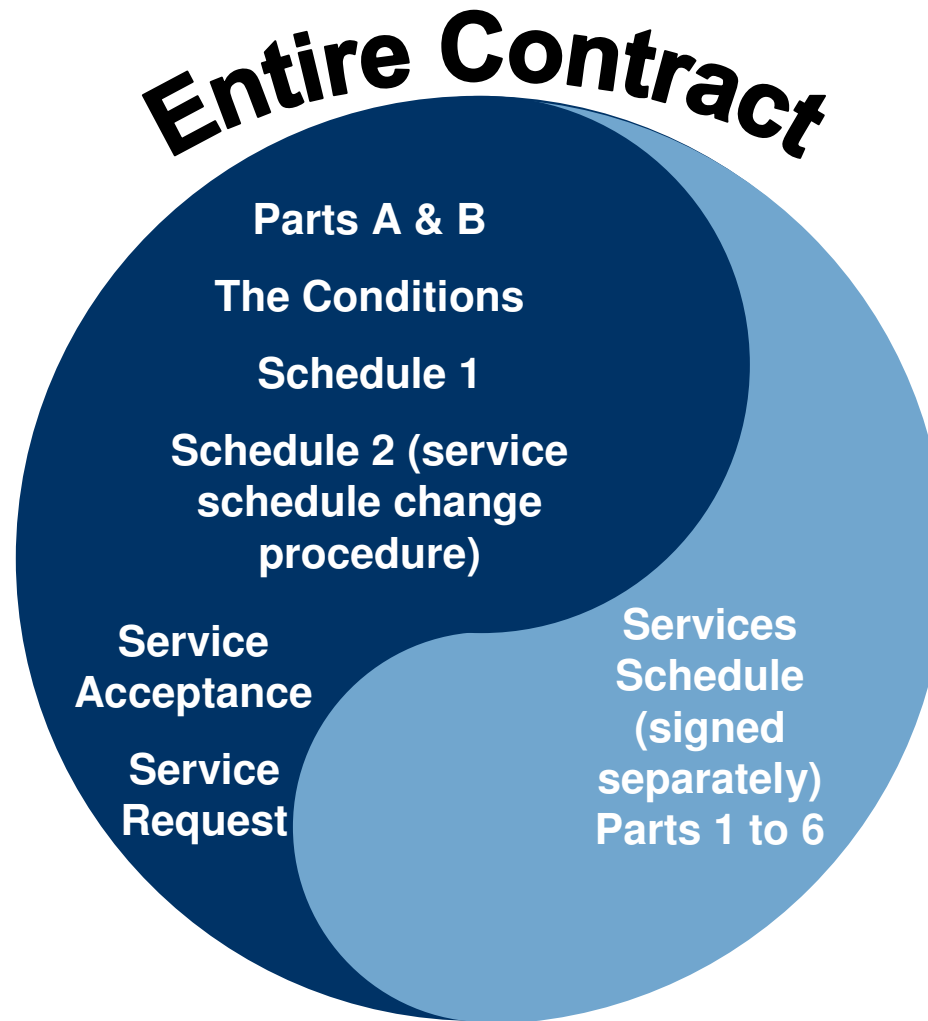 Entire Contract
Parts A & B
The Conditions
Schedule 1
Schedule 2 (service
schedule change
procedure)
Service
Acceptance
Service
Request
Services
Schedule
(signed
separately)
Parts 1 to 6